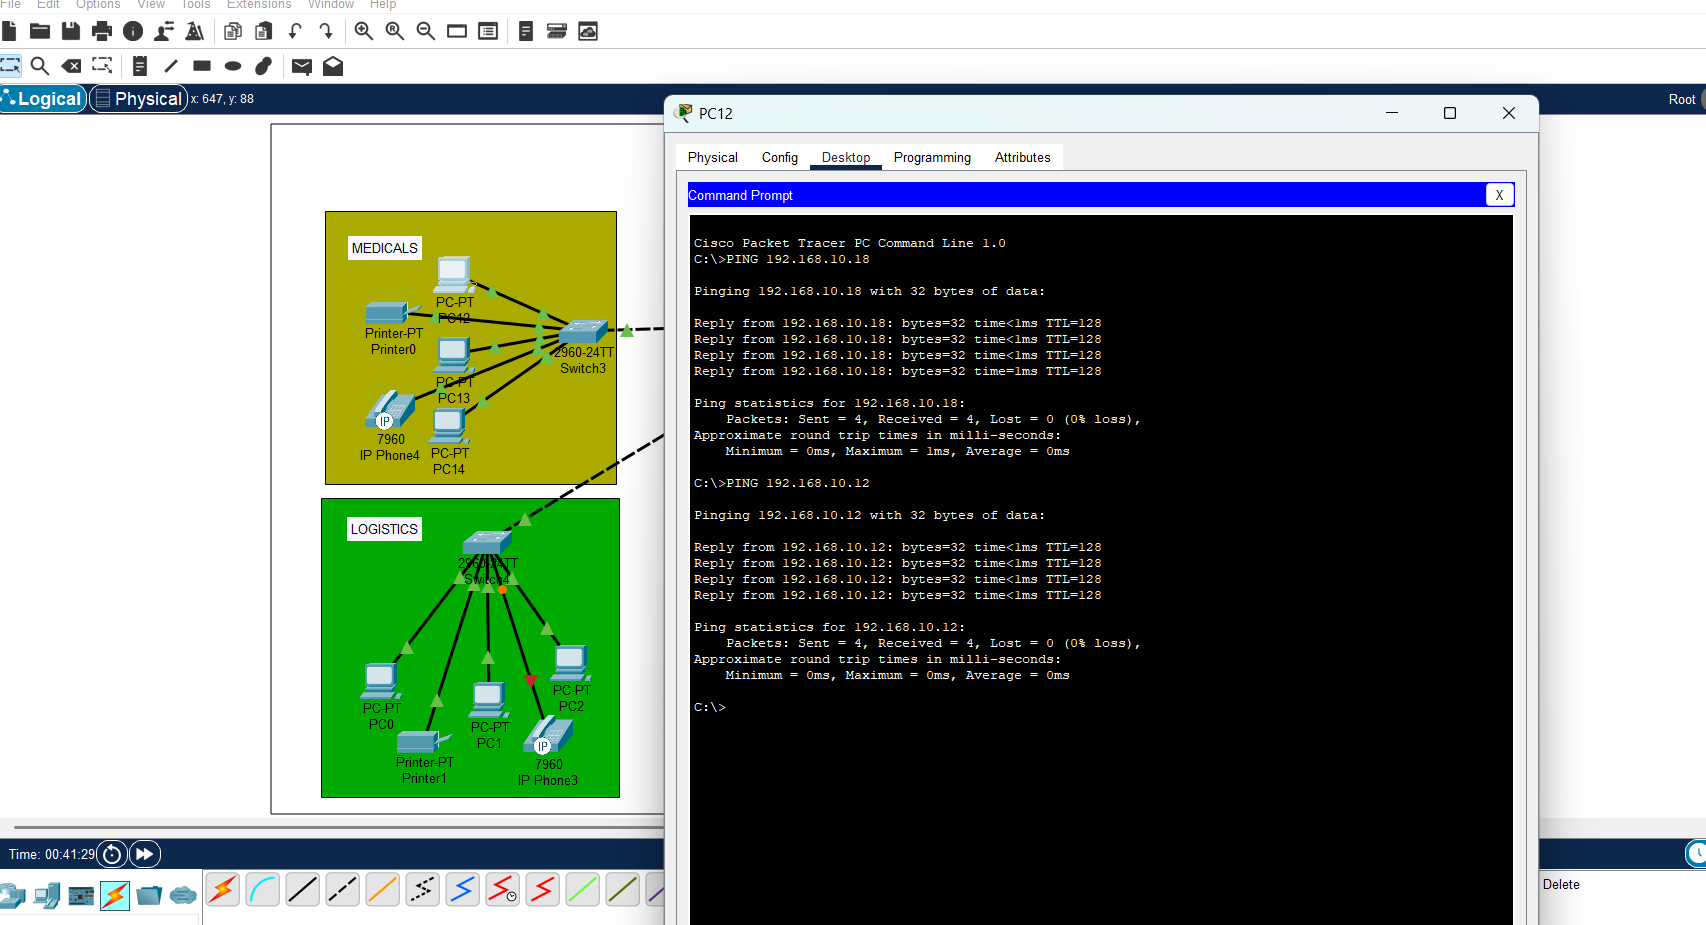 File Edit Options View Tools Extensions Window Help
Logical Physical x: 647, y: 88
Root
MEDICALS
PC-PT
PC12
Printer-PT
Printer0
2960-24TT
Switch3
PC-PT
PC13
7960
IP Phone4
PC-PT
PC14
LOGISTICS
2960-24TT
Switch4
PC-PT
PC0
PC-PT
PC2
PC-PT
PC1
Printer-PT
Printer1
IP
IP
7960
IP Phone3
PC12
Physical Config Desktop Programming Attributes
Command Prompt
X
Cisco Packet Tracer PC Command Line 1.0
C:\>PING 192.168.10.18
Pinging 192.168.10.18 with 32 bytes of data:
Reply from 192.168.10.18: bytes=32 time<1ms TTL=128
Reply from 192.168.10.18: bytes=32 time<1ms TTL=128
Reply from 192.168.10.18: bytes=32 time<1ms TTL=128
Reply from 192.168.10.18: bytes=32 time=1ms TTL=128
Ping statistics for 192.168.10.18:
Packets: Sent = 4, Received = 4, Lost = 0 (0% loss),
Approximate round trip times in milli-seconds:
Minimum = 0ms, Maximum = 1ms, Average = 0ms
C:\>PING 192.168.10.12
Pinging 192.168.10.12 with 32 bytes of data:
Reply from 192.168.10.12: bytes=32 time<1ms TTL=128
Reply from 192.168.10.12: bytes=32 time<1ms TTL=128
Reply from 192.168.10.12: bytes=32 time<1ms TTL=128
Reply from 192.168.10.12: bytes=32 time<1ms TTL=128
Ping statistics for 192.168.10.12:
Packets: Sent = 4, Received = 4, Lost = 0 (0% loss),
Approximate round trip times in milli-seconds:
Minimum = 0ms, Maximum = 0ms, Average = 0ms
C:\>
Time: 00:41:29
Delete